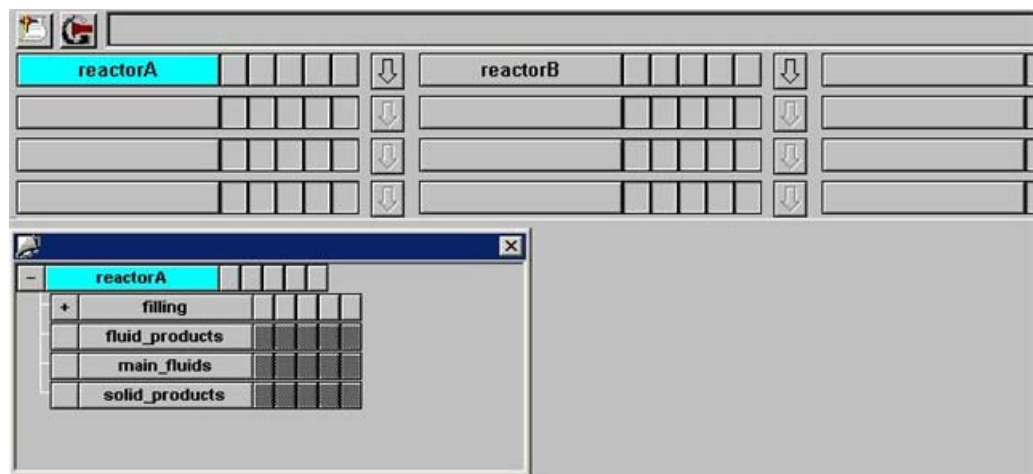 reactorA reactorB
- reactorA
+ filling
fluid_products
main_fluids
solid_products